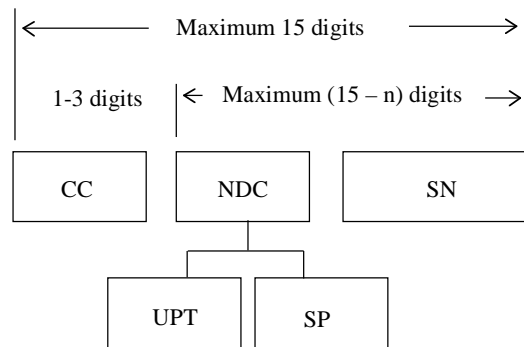 Maximum 15 digits
1-3 digits
Maximum (15 – n) digits
CC
NDC
SN
UPT
SP